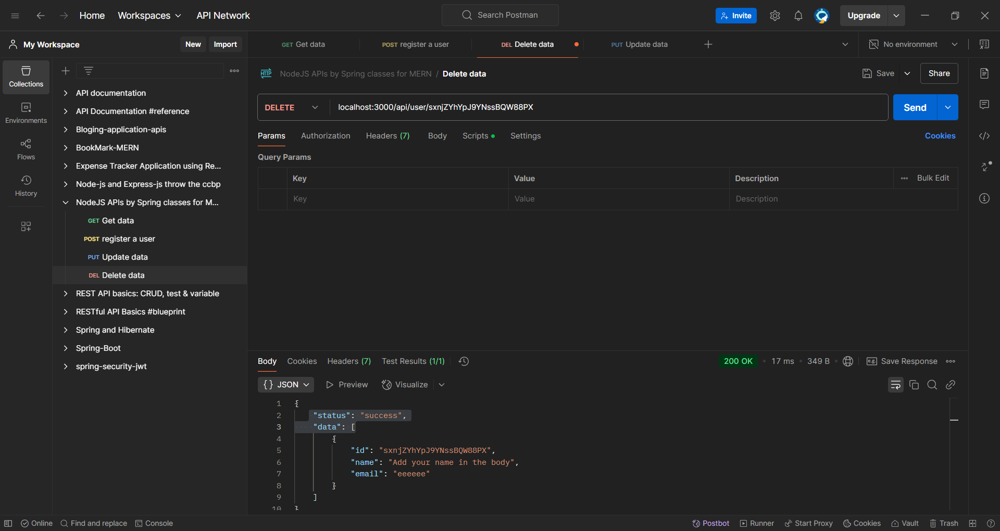 Home Workspaces API Network Search Postman Invite Upgrade
My Workspace New Import
GET Get data POST register a user DEL Delete data PUT Update data No environment
Collections
Environments
Flows
History
API documentation
API Documentation #reference
Bloging-application-apis
BookMark-MERN
Expense Tracker Application using Re...
Node-js and Express-js throw the ccbp
NodeJS APIs by Spring classes for M...
GET Get data
POST register a user
PUT Update data
DEL Delete data
REST API basics: CRUD, test & variable
RESTful API Basics #blueprint
Spring and Hibernate
Spring-Boot
spring-security-jwt
HTTP NodeJS APIs by Spring classes for MERN / Delete data Save Share
DELETE localhost:3000/api/user/sxnjZYhYpJ9YNssBQW88PX Send
Params Authorization Headers (7) Body Scripts Settings Cookies
Query Params
Key Value Description Bulk Edit
Key Value Description
Body Cookies Headers (7) Test Results (1/1) 200 OK 17 ms 349 B e.g. Save Response
{} JSON Preview Visualize
1 {
2 "status": "success",
3 "data": [
4 {
5 "id": "sxnjZYhYpJ9YNssBQW88PX",
6 "name": "Add your name in the body",
7 "email": "eeeeee"
8 }
9 ]
10 }
Online Find and replace Console Postbot Runner Start Proxy Cookies Vault Trash